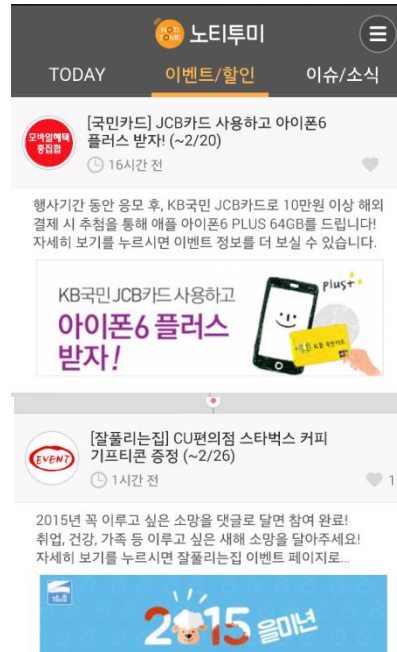 NOTI TOME 노티투미
TODAY 이벤트/할인 이슈/소식
모바일혜택 총집합
[국민카드] JCB카드 사용하고 아이폰6
플러스 받자! (~2/20)
16시간 전
행사기간 동안 응모 후, KB국민 JCB카드로 10만원 이상 해외
결제 시 추첨을 통해 애플 아이폰6 PLUS 64GB를 드립니다!
자세히 보기를 누르시면 이벤트 정보를 더 보실 수 있습니다.
KB국민 JCB카드 사용하고
아이폰6 플러스
받자!
plus+
KB 국민카드
EVENT
[잘풀리는집] CU편의점 스타벅스 커피
기프티콘 증정 (~2/26)
1시간 전
1
2015년 꼭 이루고 싶은 소망을 댓글로 달면 참여 완료!
취업, 건강, 가족 등 이루고 싶은 새해 소망을 달아주세요!
자세히 보기를 누르시면 잘풀리는집 이벤트 페이지로...
2015 을미년